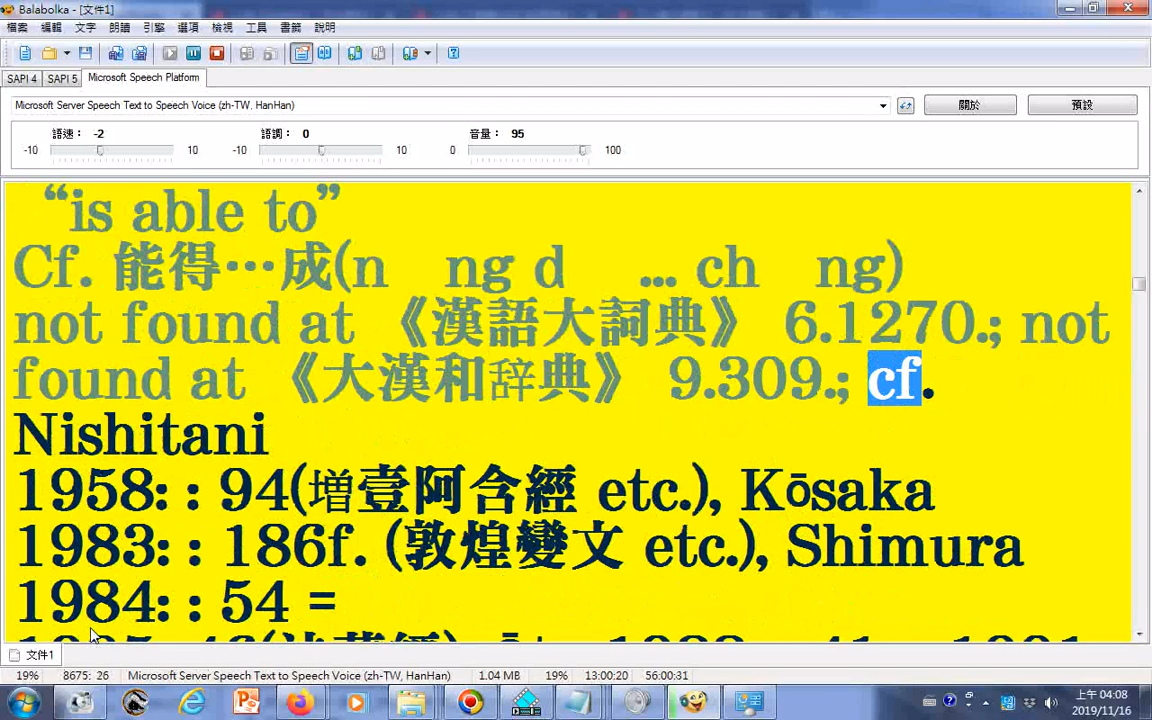 Balabolka - [文件1]
檔案 編輯 文字 朗讀 引擎 選項 檢視 工具 書籤 說明
SAPI 4 SAPI 5 Microsoft Speech Platform
Microsoft Server Speech Text to Speech Voice (zh-TW, HanHan)
關於 預設
語速： -2 語調： 0 音量： 95
-10 10 -10 10 0 100
“is able to”
Cf. 能得…成(n ng d ... ch ng)
not found at 《漢語大詞典》 6.1270.; not
found at 《大漢和辞典》 9.309.; cf.
Nishitani
1958: : 94(増壹阿含經 etc.), Kōsaka
1983: : 186f. (敦煌變文 etc.), Shimura
1984: : 54 =
文件1
19% 8675: 26 Microsoft Server Speech Text to Speech Voice (zh-TW, HanHan) 1.04 MB 19% 13:00:20 56:00:31
上午 04:08
2019/11/16